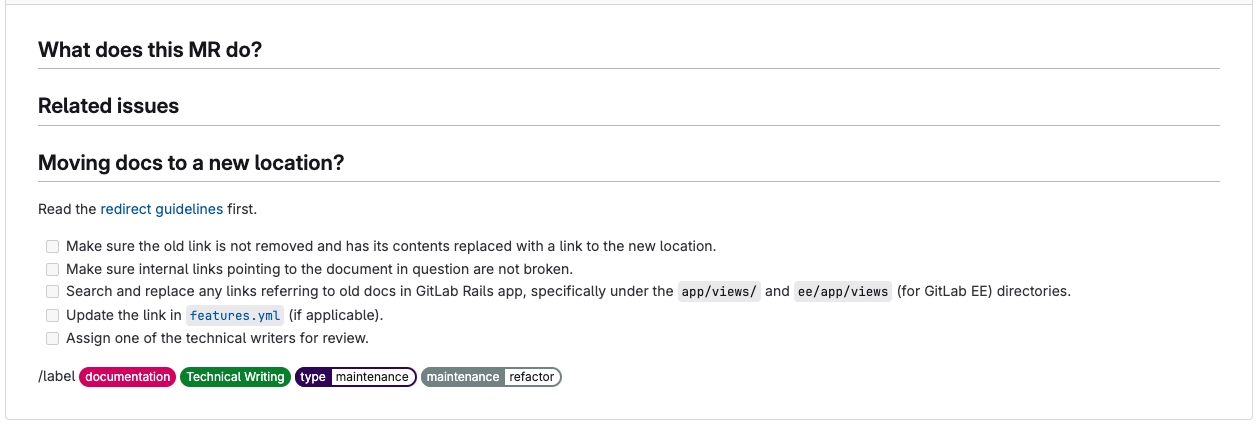 What does this MR do?
Related issues
Moving docs to a new location?
Read the redirect guidelines first.
Make sure the old link is not removed and has its contents replaced with a link to the new location.
Make sure internal links pointing to the document in question are not broken.
Search and replace any links referring to old docs in GitLab Rails app, specifically under the app/views/ and ee/app/views (for GitLab EE) directories.
Update the link in features.yml (if applicable).
Assign one of the technical writers for review.
/label documentation Technical Writing type maintenance maintenance refactor